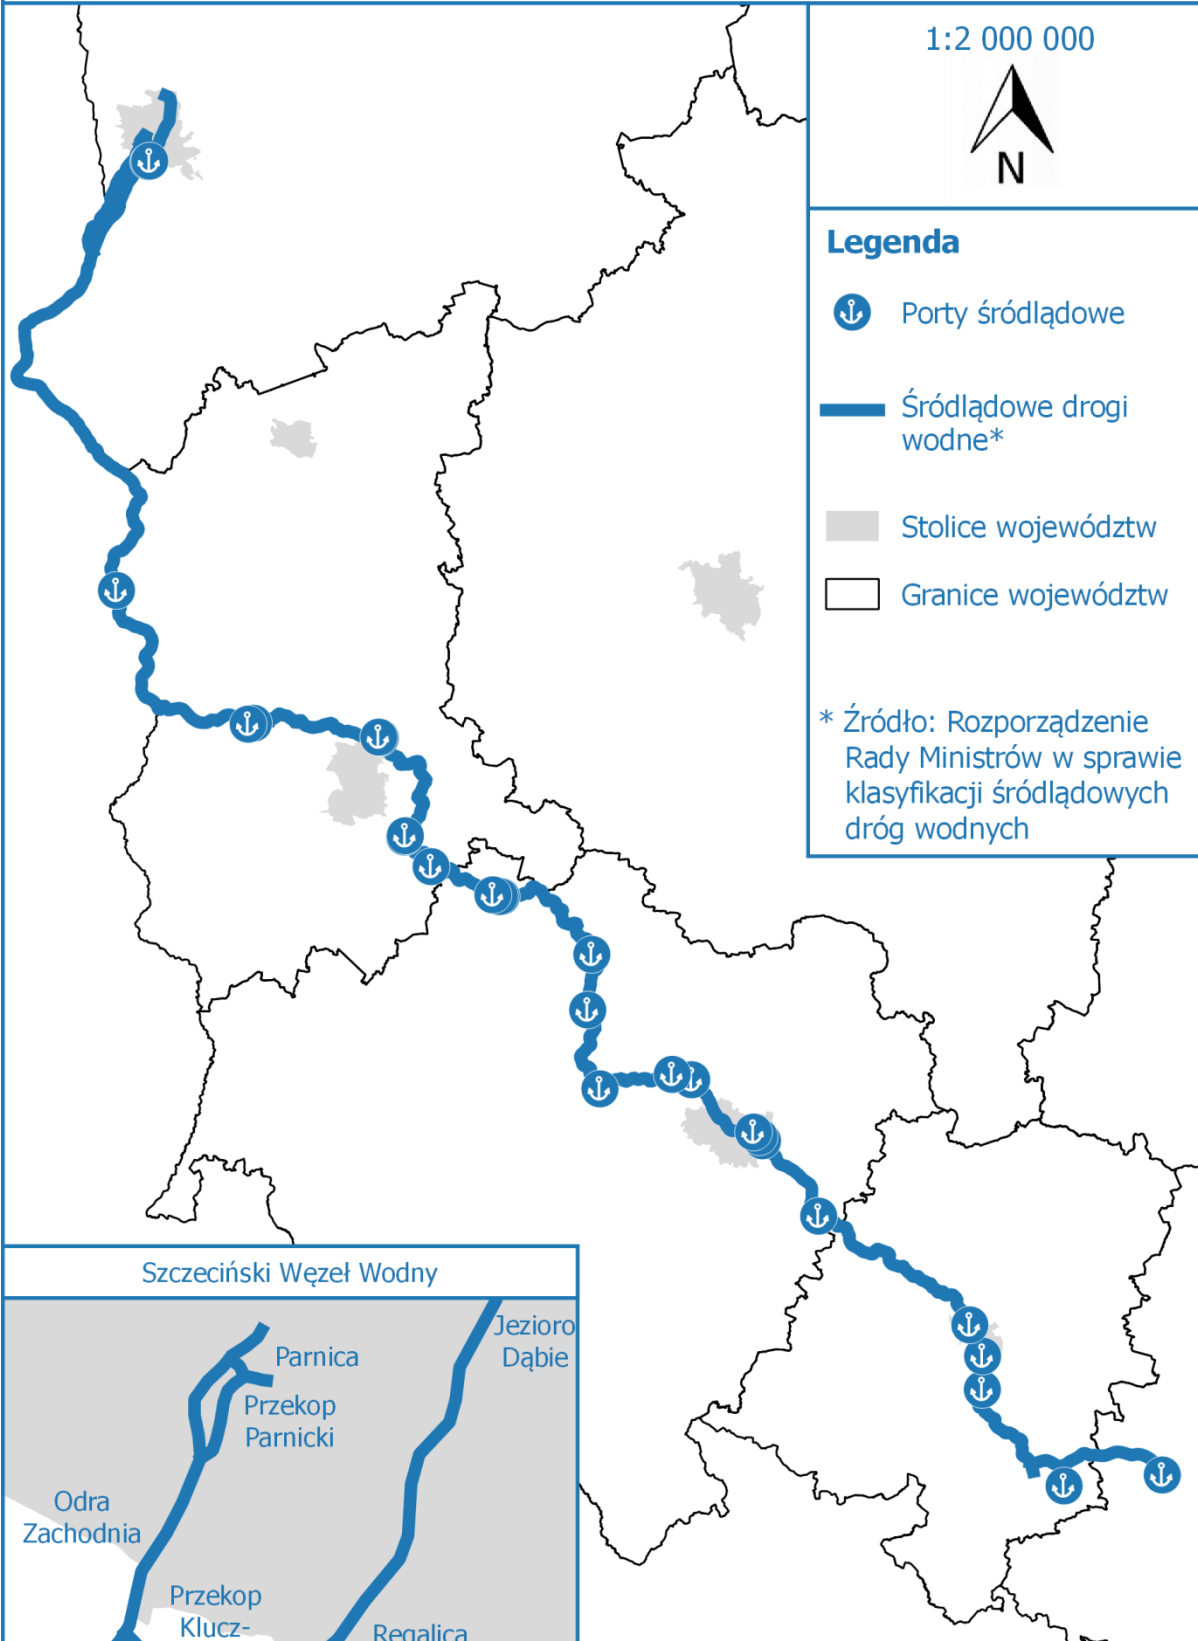 1:2 000 000
N
Legenda
Porty śródlądowe
Śródlądowe drogi
wodne*
Stolice województw
Granice województw
* Źródło: Rozporządzenie
Rady Ministrów w sprawie
klasyfikacji śródlądowych
dróg wodnych
Szczeciński Węzeł Wodny
Jezioro
Dąbie
Parnica
Przekop
Parnicki
Odra
Zachodnia
Przekop
Klucz-
Regalica